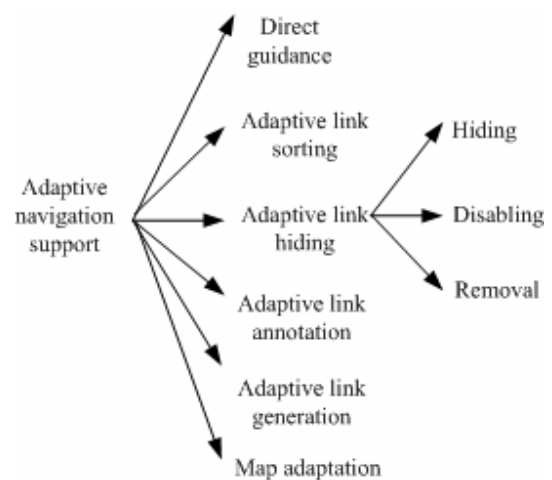 Direct
guidance
Adaptive link
sorting
Hiding
Adaptive
navigation
support
Adaptive link
hiding
Disabling
Removal
Adaptive link
annotation
Adaptive link
generation
Map adaptation